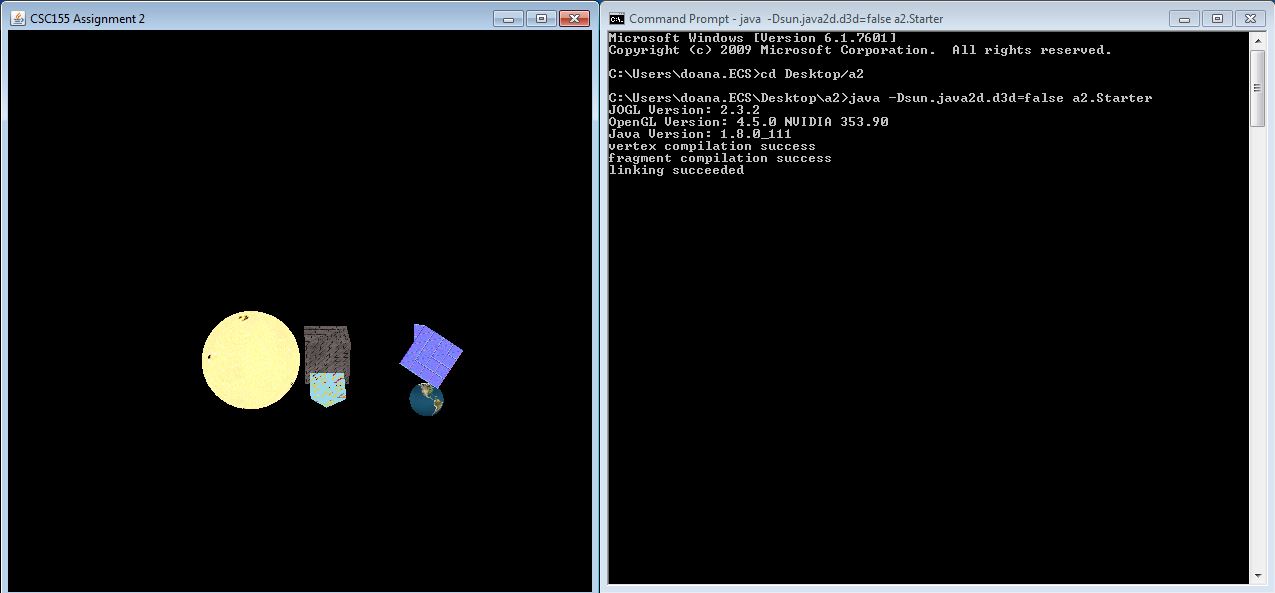 CSC155 Assignment 2
Command Prompt - java -Dsun.java2d.d3d=false a2.Starter
Microsoft Windows [Version 6.1.7601]
Copyright (c) 2009 Microsoft Corporation.  All rights reserved.
C:\Users\doana.ECS>cd Desktop/a2
C:\Users\doana.ECS\Desktop\a2>java -Dsun.java2d.d3d=false a2.Starter
JOGL Version: 2.3.2
OpenGL Version: 4.5.0 NVIDIA 353.90
Java Version: 1.8.0_111
vertex compilation success
fragment compilation success
linking succeeded